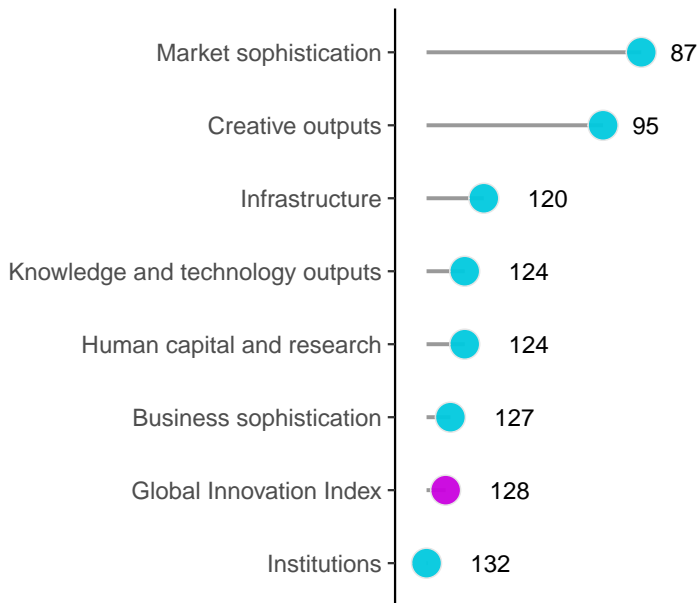 Market sophistication 87
Creative outputs 95
Infrastructure 120
Knowledge and technology outputs 124
Human capital and research 124
Business sophistication 127
Global Innovation Index 128
Institutions 132